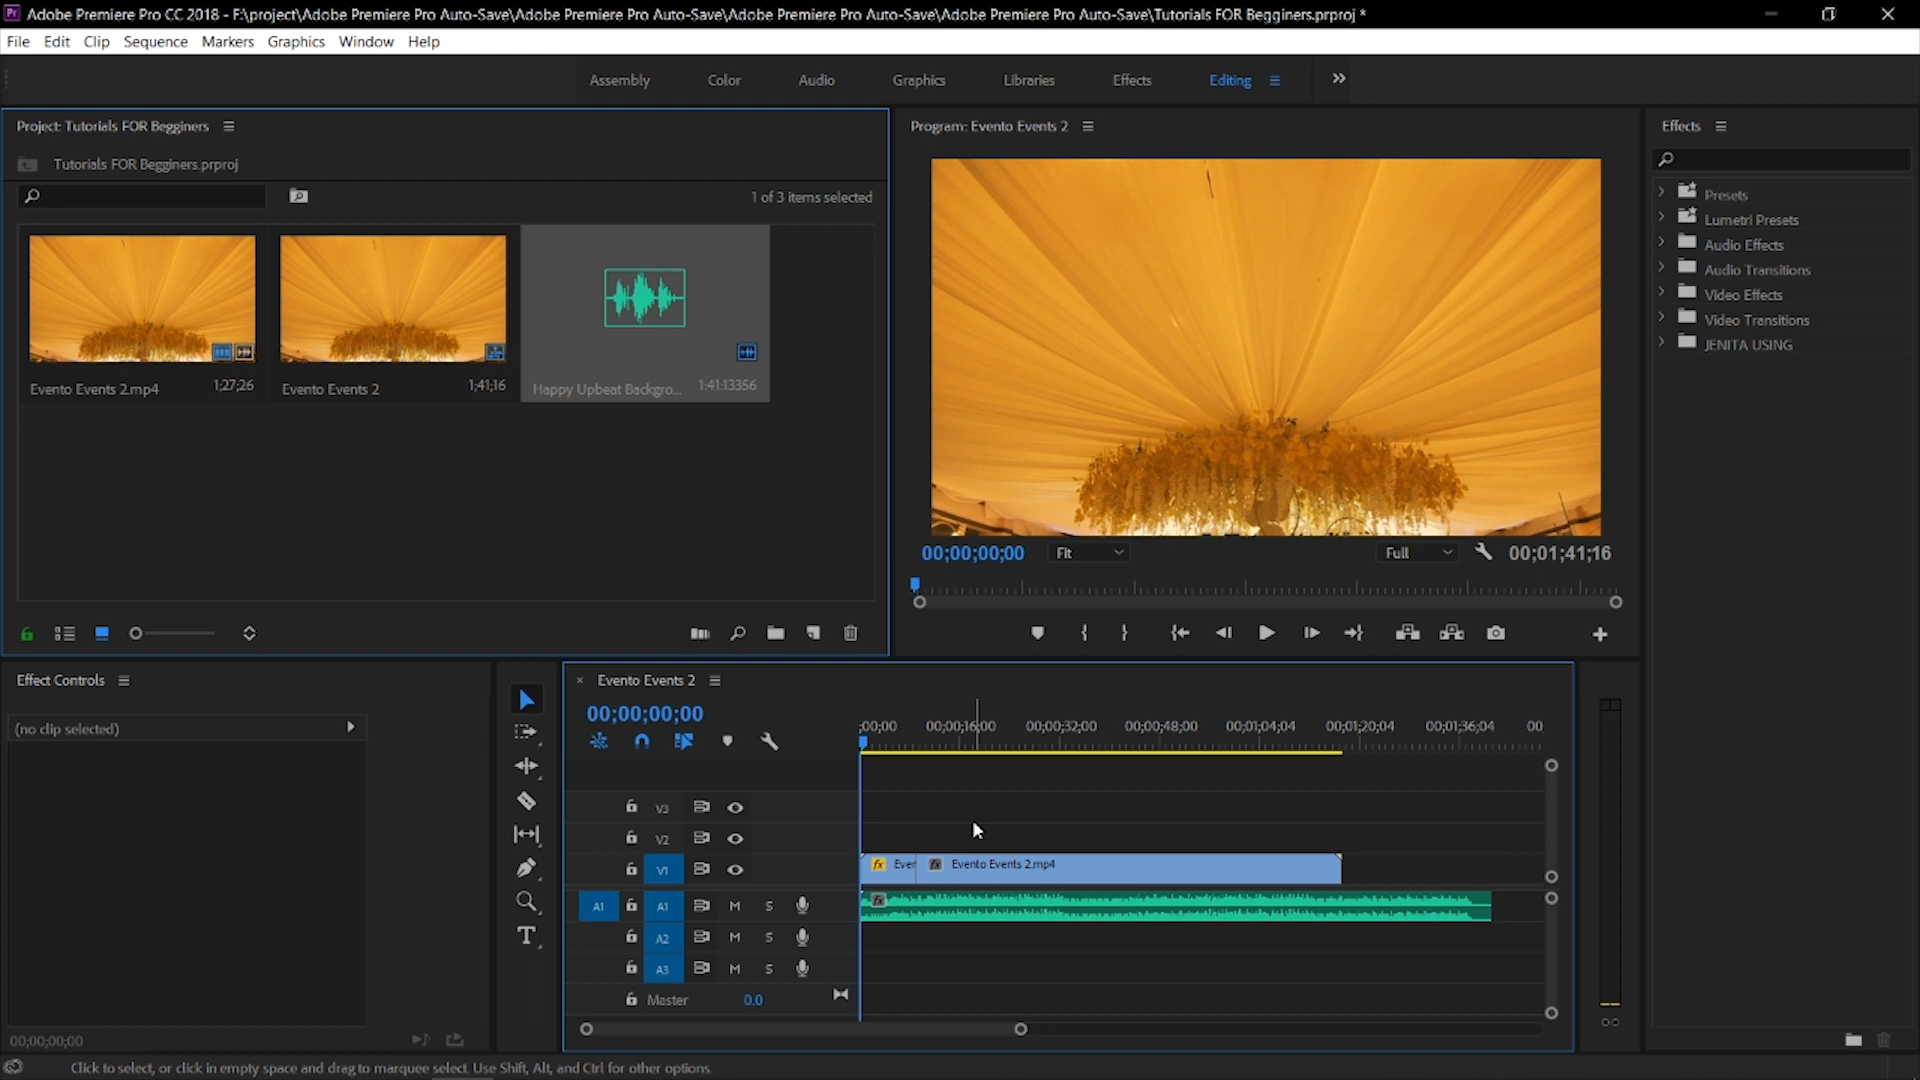 Pr Adobe Premiere Pro CC 2018 - F:\project\Adobe Premiere Pro Auto-Save\Adobe Premiere Pro Auto-Save\Adobe Premiere Pro Auto-Save\Adobe Premiere Pro Auto-Save\Tutorials FOR Begginers.prproj *
File Edit Clip Sequence Markers Graphics Window Help
Assembly Color Audio Graphics Libraries Effects Editing
Project: Tutorials FOR Begginers
Tutorials FOR Begginers.prproj
1 of 3 items selected
Evento Events 2.mp4 1;27;26
Evento Events 2 1;41;16
Happy Upbeat Backgro... 1:41:13356
Program: Evento Events 2
00;00;00;00 Fit Full 00;01;41;16
Effects
Presets
Lumetri Presets
Audio Effects
Audio Transitions
Video Effects
Video Transitions
JENITA USING
Effect Controls
(no clip selected)
00;00;00;00
Evento Events 2
00;00;00;00
;00;00 00;00;16;00 00;00;32;00 00;00;48;00 00;01;04;04 00;01;20;04 00;01;36;04 00
V3
V2
V1 fx Ever fx Evento Events 2.mp4
A1 A1 M S fx
A2 M S
A3 M S
Master 0.0
T
Click to select, or click in empty space and drag to marquee select. Use Shift, Alt, and Ctrl for other options.